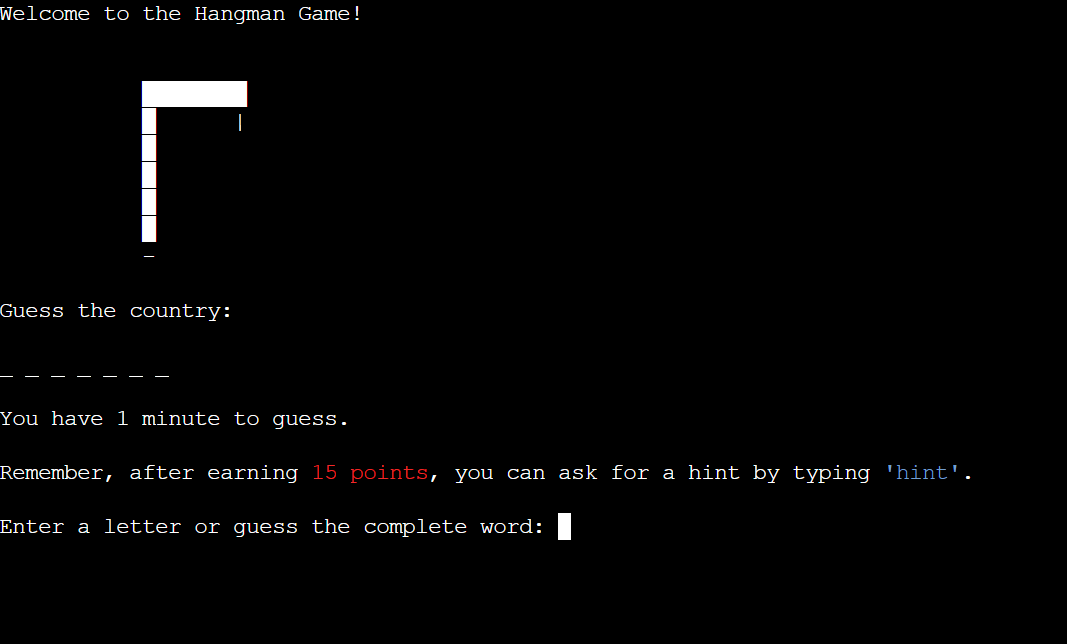 Welcome to the Hangman Game!
|
_
Guess the country:
_ _ _ _ _ _ _
You have 1 minute to guess.
Remember, after earning 15 points, you can ask for a hint by typing 'hint'.
Enter a letter or guess the complete word: